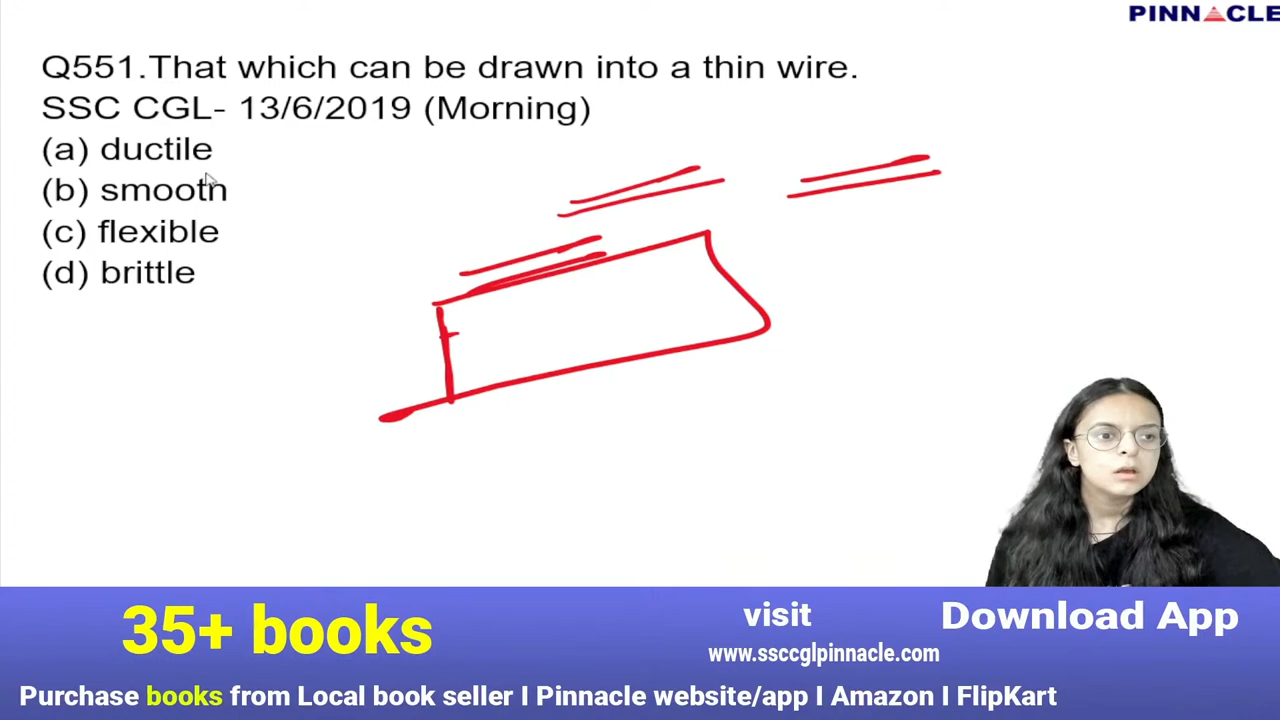 PINNACLE
Q551.That which can be drawn into a thin wire.
SSC CGL- 13/6/2019 (Morning)
(a) ductile
(b) smooth
(c) flexible
(d) brittle
35+ books
visit
www.ssccglpinnacle.com
Download App
Purchase books from Local book seller I Pinnacle website/app I Amazon I FlipKart